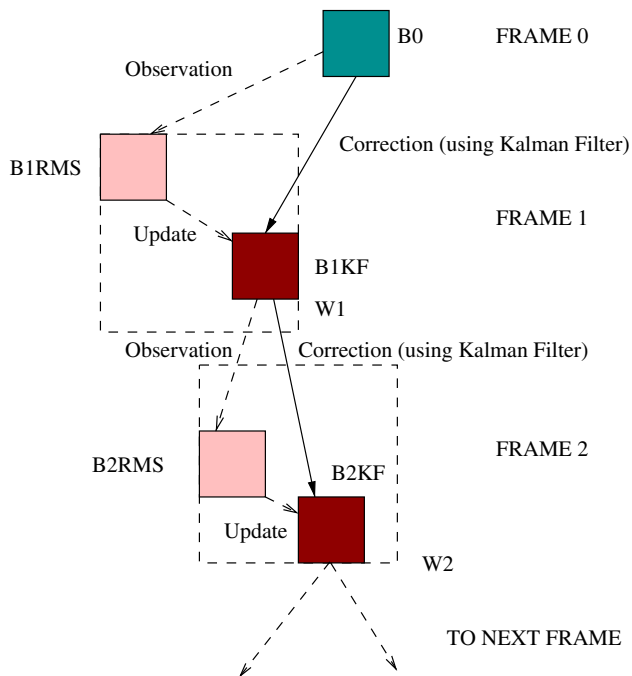 B0
FRAME 0
Observation
Correction (using Kalman Filter)
B1RMS
FRAME 1
Update
B1KF
W1
Observation
Correction (using Kalman Filter)
FRAME 2
B2RMS
B2KF
Update
W2
TO NEXT FRAME